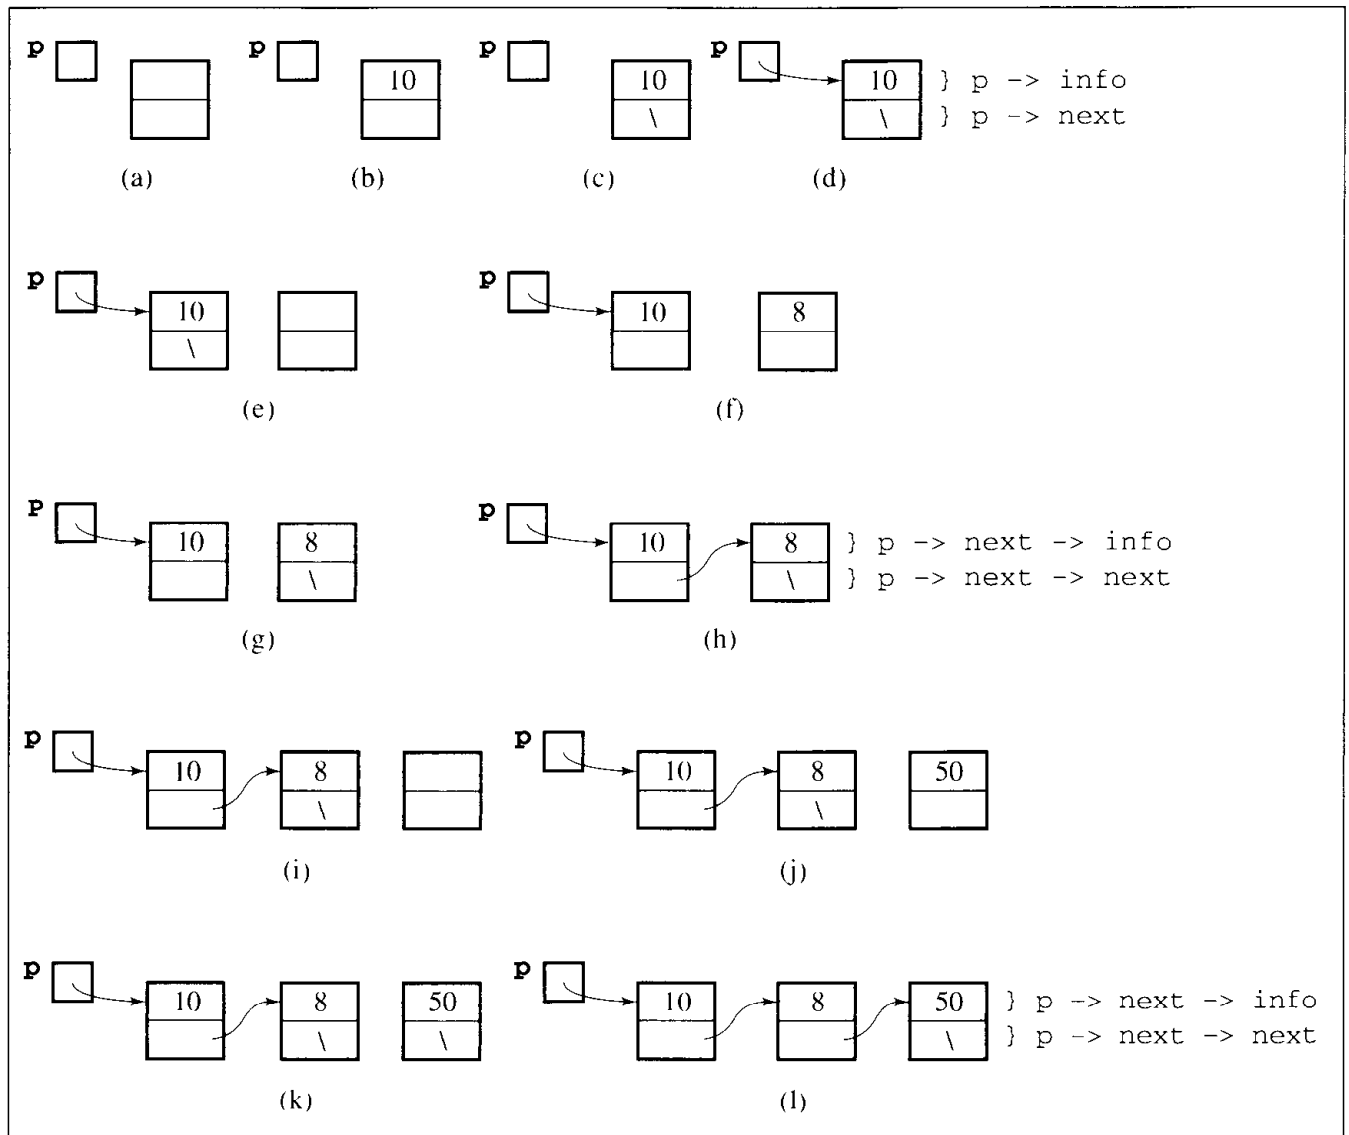 p p p p
10 10 10 } p -> info
\ \ } p -> next
(a) (b) (c) (d)
p p
10 10 8
\
(e) (f)
p p
10 8 10 8 } p -> next -> info
\ \ } p -> next -> next
(g) (h)
p p
10 8 10 8 50
\ \
(i) (j)
p p
10 8 50 10 8 50 } p -> next -> info
\ \ \ } p -> next -> next
(k) (l)